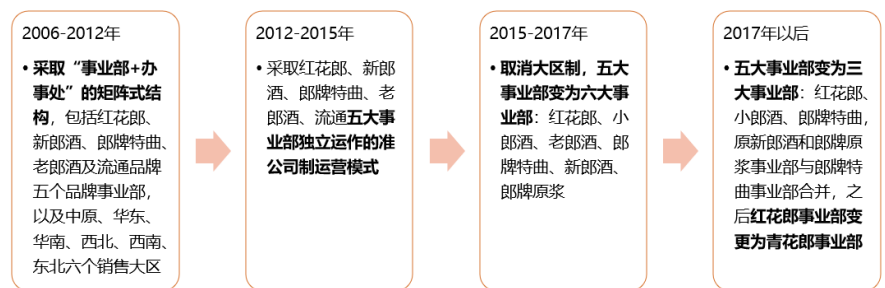 2006-2012年
• 采取“事业部+办
事处”的矩阵式结
构，包括红花郎、
新郎酒、郎牌特曲、
老郎酒及流通品牌
五个品牌事业部，
以及中原、华东、
华南、西北、西南、
东北六个销售大区
2012-2015年
• 采取红花郎、新郎
酒、郎牌特曲、老
郎酒、流通五大事
业部独立运作的准
公司制运营模式
2015-2017年
• 取消大区制，五大
事业部变为六大事
业部：红花郎、小
郎酒、老郎酒、郎
牌特曲、新郎酒、
郎牌原浆
2017年以后
• 五大事业部变为三
大事业部：红花郎、
小郎酒、郎牌特曲，
原新郎酒和郎牌原
浆事业部与郎牌特
曲事业部合并，之
后红花郎事业部变
更为青花郎事业部